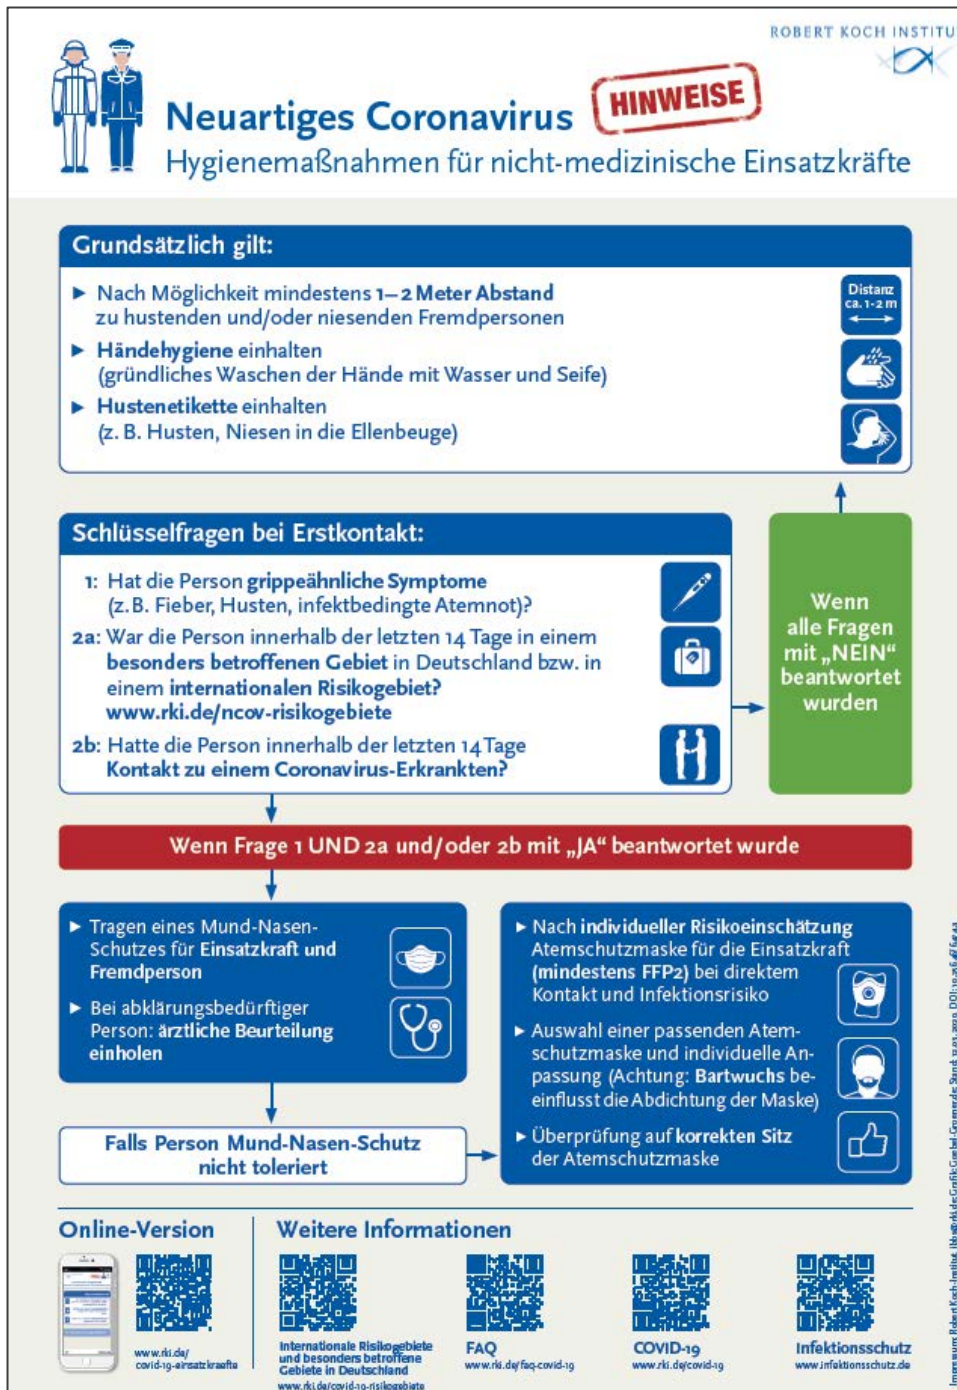 ROBERT KOCH INSTITU
Neuartiges Coronavirus
HINWEISE
Hygienemaßnahmen für nicht-medizinische Einsatzkräfte
Grundsätzlich gilt:
► Nach Möglichkeit mindestens 1–2 Meter Abstand
zu hustenden und/oder niesenden Fremdpersonen
Distanz
ca. 1-2 m
► Händehygiene einhalten
(gründliches Waschen der Hände mit Wasser und Seife)
► Hustenetikette einhalten
(z. B. Husten, Niesen in die Ellenbeuge)
Schlüsselfragen bei Erstkontakt:
1: Hat die Person grippeähnliche Symptome
(z. B. Fieber, Husten, infektbedingte Atemnot)?
2a: War die Person innerhalb der letzten 14 Tage in einem
besonders betroffenen Gebiet in Deutschland bzw. in
einem internationalen Risikogebiet?
www.rki.de/ncov-risikogebiete
2b: Hatte die Person innerhalb der letzten 14 Tage
Kontakt zu einem Coronavirus-Erkrankten?
Wenn
alle Fragen
mit „NEIN“
beantwortet
wurden
Wenn Frage 1 UND 2a und/oder 2b mit „JA“ beantwortet wurde
► Tragen eines Mund-Nasen-
Schutzes für Einsatzkraft und
Fremdperson
► Bei abklärungsbedürftiger
Person: ärztliche Beurteilung
einholen
Falls Person Mund-Nasen-Schutz
nicht toleriert
► Nach individueller Risikoeinschätzung
Atemschutzmaske für die Einsatzkraft
(mindestens FFP2) bei direktem
Kontakt und Infektionsrisiko
► Auswahl einer passenden Atem-
schutzmaske und individuelle An-
passung (Achtung: Bartwuchs be-
einflusst die Abdichtung der Maske)
► Überprüfung auf korrekten Sitz
der Atemschutzmaske
Online-Version
www.rki.de/
covid-19-einsatzkraefte
Weitere Informationen
Internationale Risikogebiete
und besonders betroffene
Gebiete in Deutschland
www.rki.de/covid-19-risikogebiete
FAQ
www.rki.de/faq-covid-19
COVID-19
www.rki.de/covid-19
Infektionsschutz
www.infektionsschutz.de
Impressum: Robert Koch-Institut